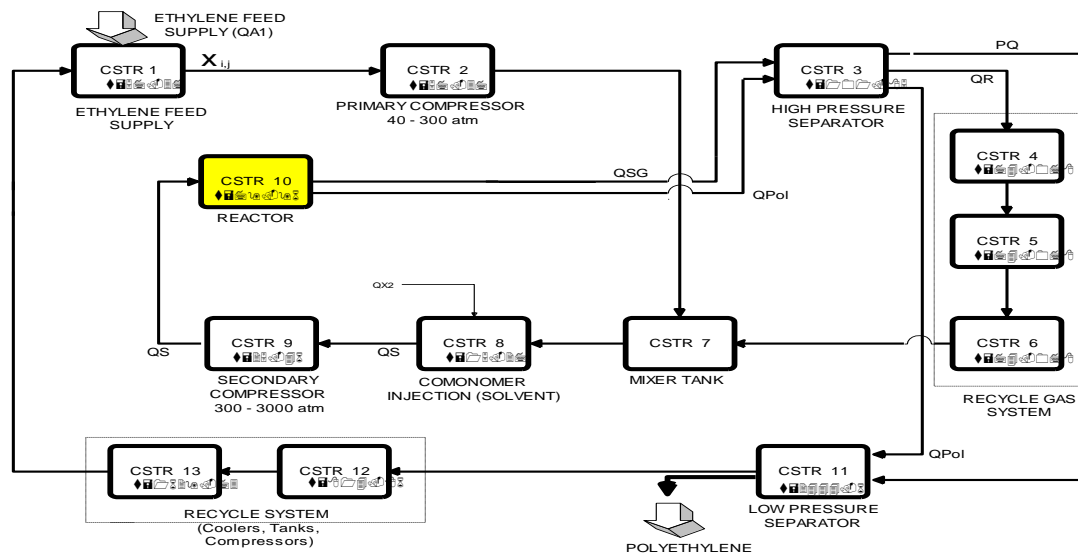 ETHYLENE FEED
SUPPLY (QA1)
CSTR 1
ETHYLENE FEED
SUPPLY
X i,j
CSTR 2
PRIMARY COMPRESSOR
40 - 300 atm
CSTR 3
HIGH PRESSURE
SEPARATOR
PQ
QR
CSTR 4
CSTR 5
CSTR 6
RECYCLE GAS
SYSTEM
CSTR 10
REACTOR
QSG
QPol
QX2
CSTR 9
SECONDARY
COMPRESSOR
300 - 3000 atm
QS
QS
CSTR 8
COMONOMER
INJECTION (SOLVENT)
CSTR 7
MIXER TANK
QPol
CSTR 13
CSTR 12
RECYCLE SYSTEM
(Coolers, Tanks,
Compressors)
CSTR 11
LOW PRESSURE
SEPARATOR
POLYETHYLENE